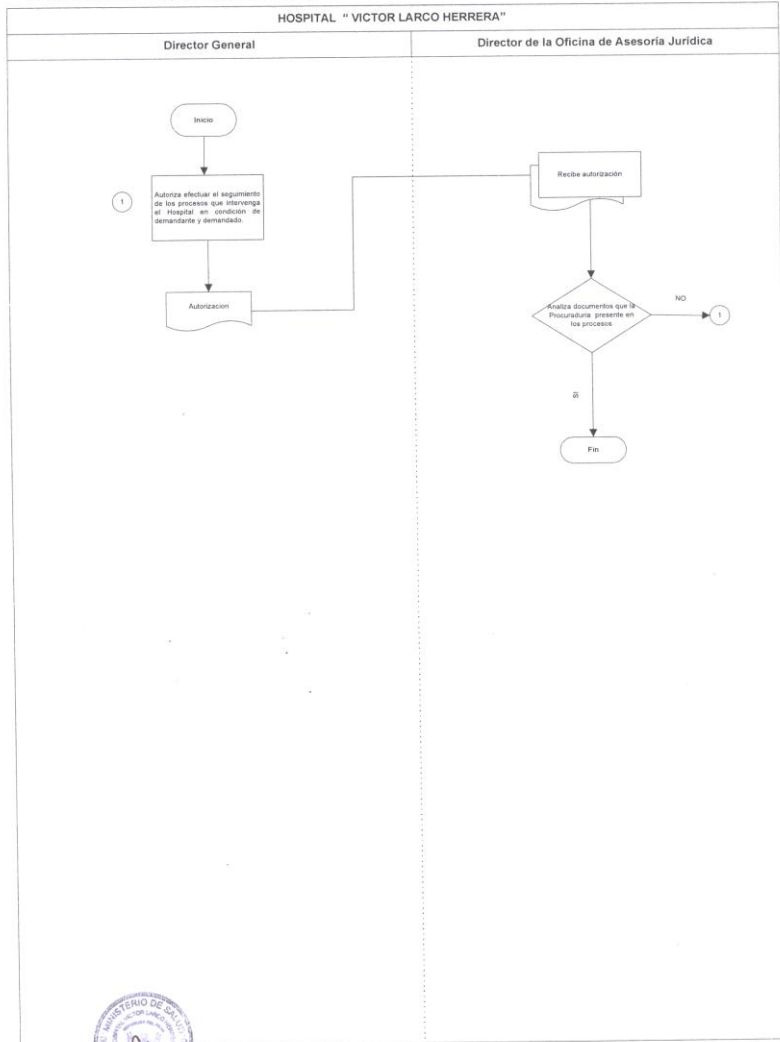 HOSPITAL “ VICTOR LARCO HERRERA”
Director General
Director de la Oficina de Asesoría Jurídica
Inicio
1
Autoriza efectuar el seguimiento
de los procesos que intervenga
el Hospital en condición de
demandante y demandado.
Autorizacion
Recibe autorización
Analiza documentos que la
Procuraduria presente en
los procesos
NO
1
SI
Fin
MINISTERIO DE SALUD